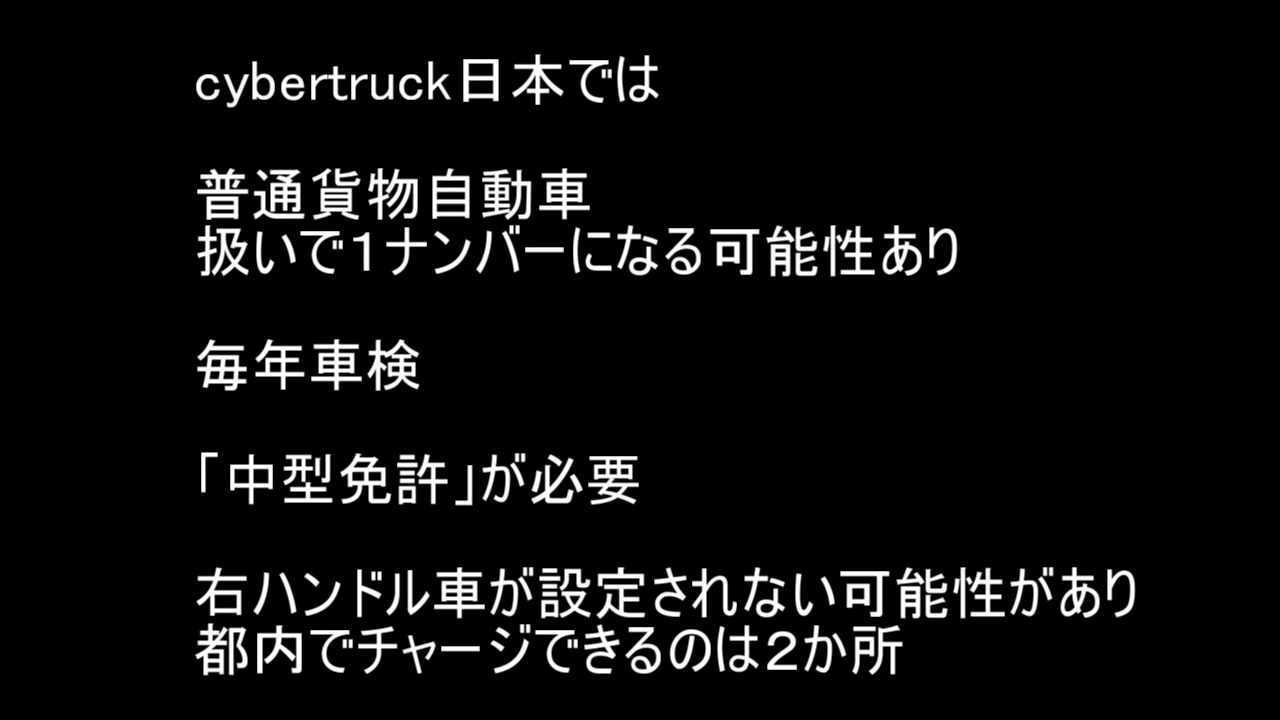 cybertruck日本では
普通貨物自動車
扱いで１ナンバーになる可能性あり
毎年車検
「中型免許」が必要
右ハンドル車が設定されない可能性があり
都内でチャージできるのは２か所